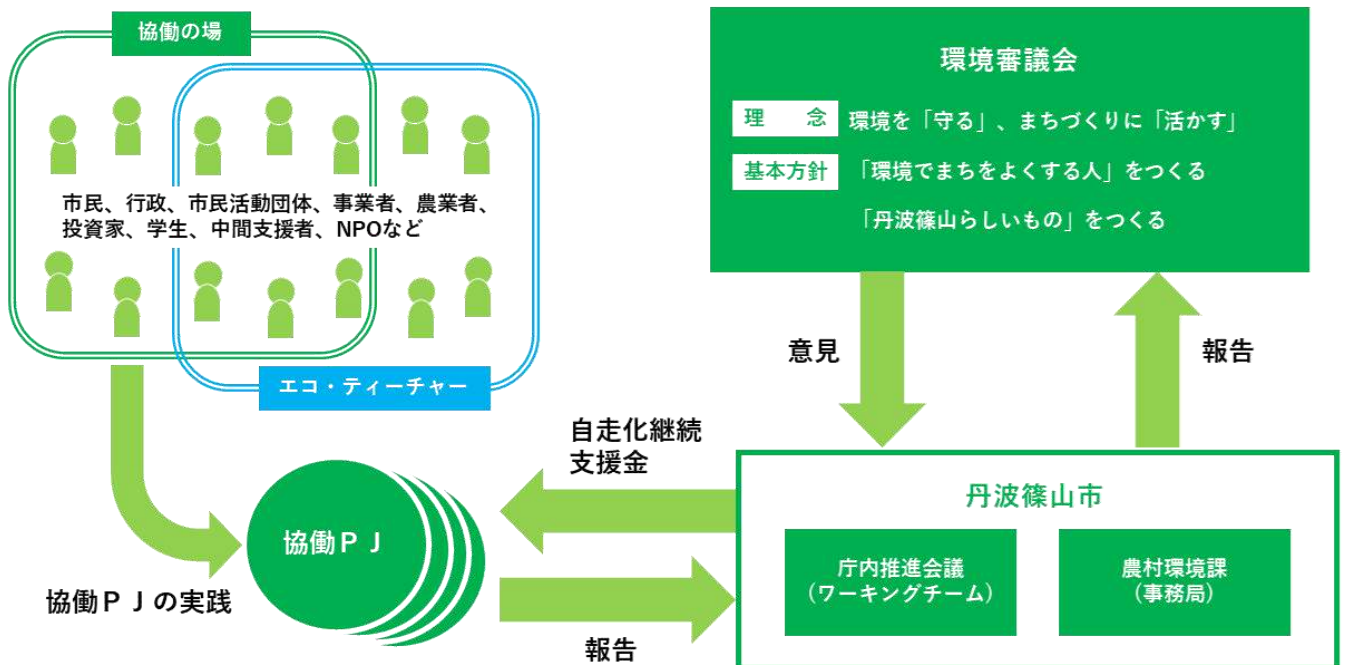 協働の場
市民、行政、市民活動団体、事業者、農業者、
投資家、学生、中間支援者、NPOなど
エコ・ティーチャー
環境審議会
理　念　環境を「守る」、まちづくりに「活かす」
基本方針　「環境でまちをよくする人」をつくる
「丹波篠山らしいもの」をつくる
意見
報告
自走化継続
支援金
協働ＰＪ
協働ＰＪの実践
報告
丹波篠山市
庁内推進会議
（ワーキングチーム）
農村環境課
（事務局）